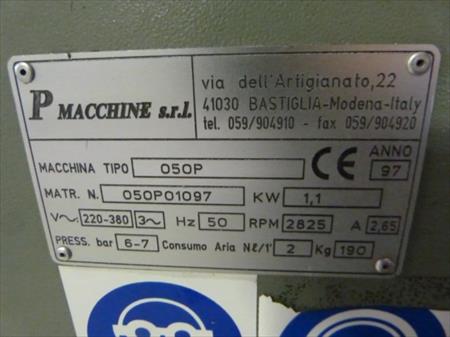 P MACCHINE s.r.l.
via dell'Artigianato,22
41030 BASTIGLIA-Modena-Italy
tel. 059/904910 - fax 059/904920
MACCHINA TIPO 050P CE ANNO 97
MATR. N. 050P01097 KW 1,1
V~ 220-380 3~ Hz 50 RPM 2825 A 2,65
PRESS. bar 6-7 Consumo Aria Nℓ/1' 2 Kg 190